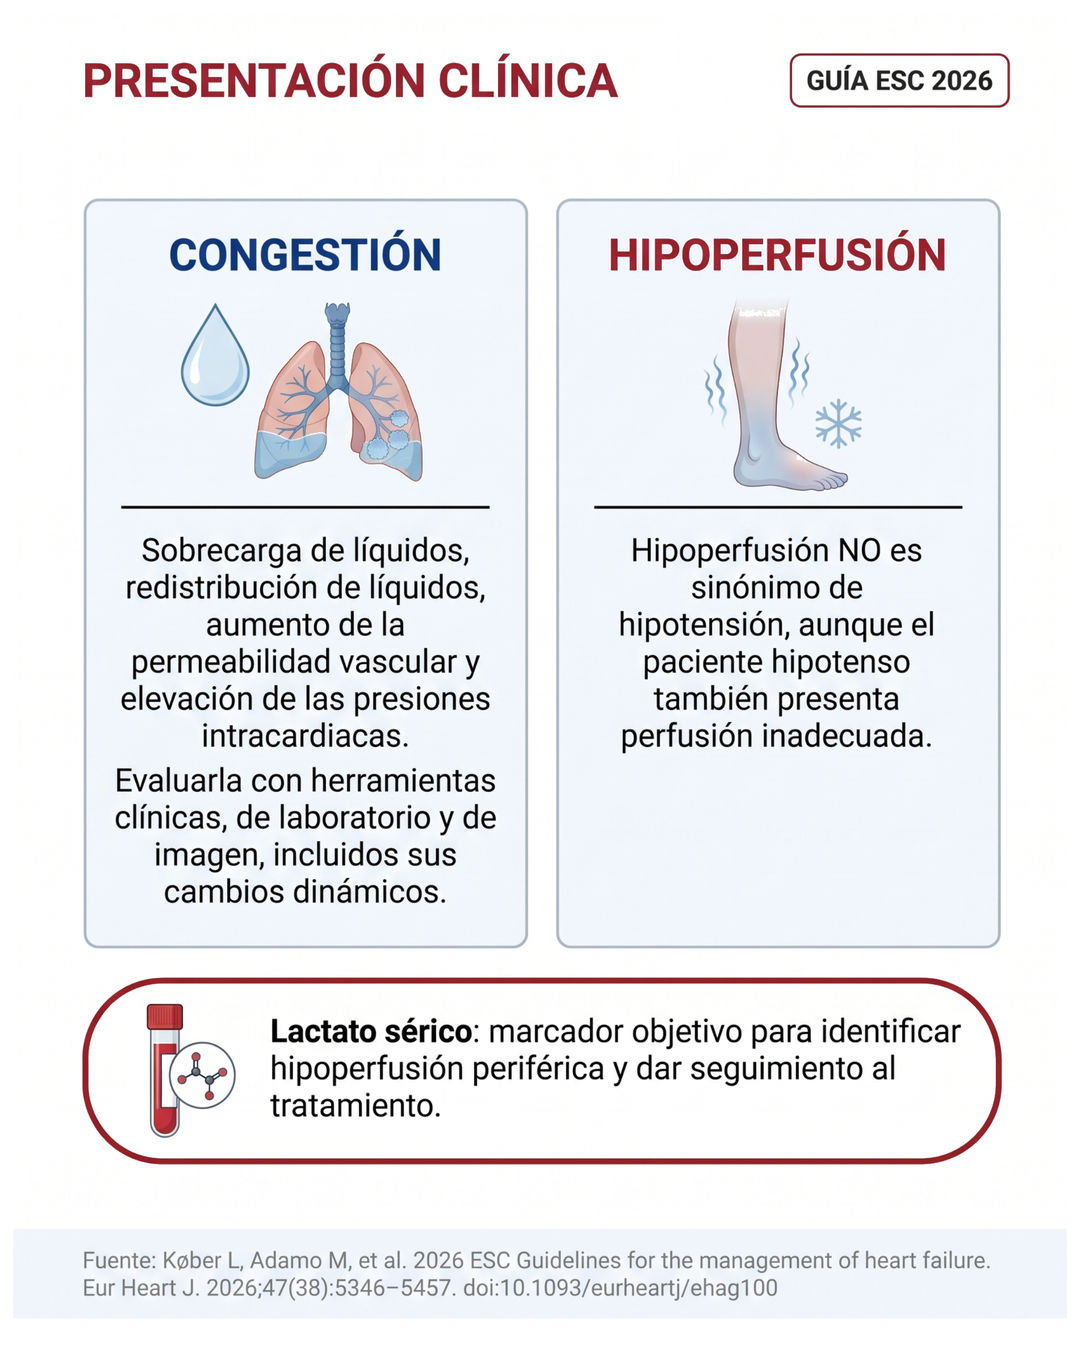 PRESENTACIÓN CLÍNICA
GUÍA ESC 2026
CONGESTIÓN
Sobrecarga de líquidos,
redistribución de líquidos,
aumento de la
permeabilidad vascular y
elevación de las presiones
intracardiacas.
Evaluarla con herramientas
clínicas, de laboratorio y de
imagen, incluidos sus
cambios dinámicos.
HIPOPERFUSIÓN
Hipoperfusión NO es
sinónimo de
hipotensión, aunque el
paciente hipotenso
también presenta
perfusión inadecuada.
Lactato sérico: marcador objetivo para identificar
hipoperfusión periférica y dar seguimiento al
tratamiento.
Fuente: Køber L, Adamo M, et al. 2026 ESC Guidelines for the management of heart failure.
Eur Heart J. 2026;47(38):5346–5457. doi:10.1093/eurheartj/ehag100